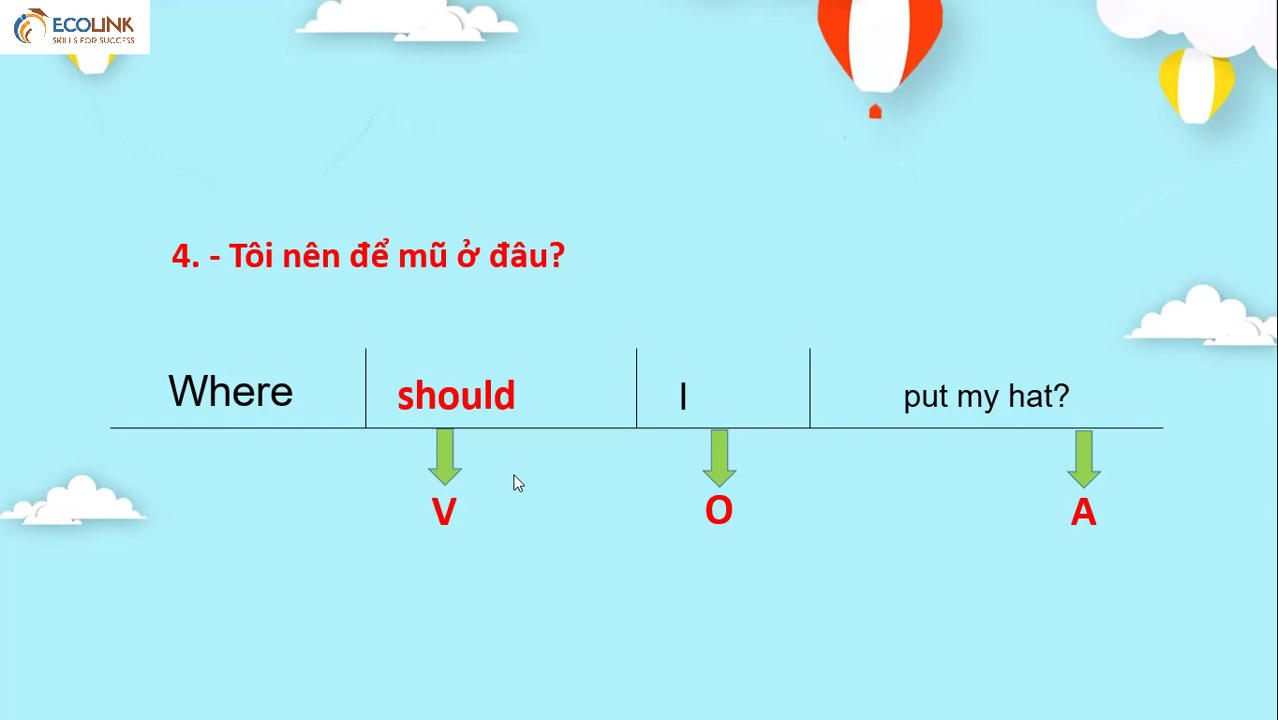 ECOLINK
SKILLS FOR SUCCESS
4. - Tôi nên để mũ ở đâu?
Where should I put my hat?
V O A